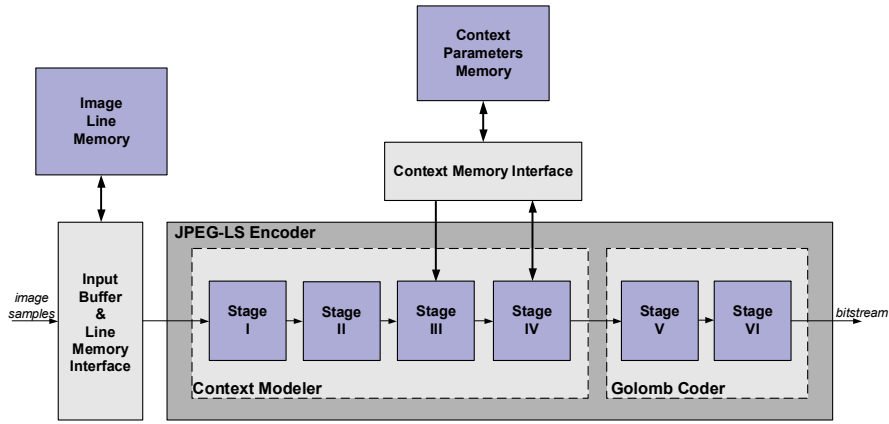 Context
Parameters
Memory
Image
Line
Memory
Context Memory Interface
JPEG-LS Encoder
Input
Buffer
&
Line
Memory
Interface
image
samples
Stage
I
Stage
II
Stage
III
Stage
IV
Stage
V
Stage
VI
bitstream
Context Modeler
Golomb Coder